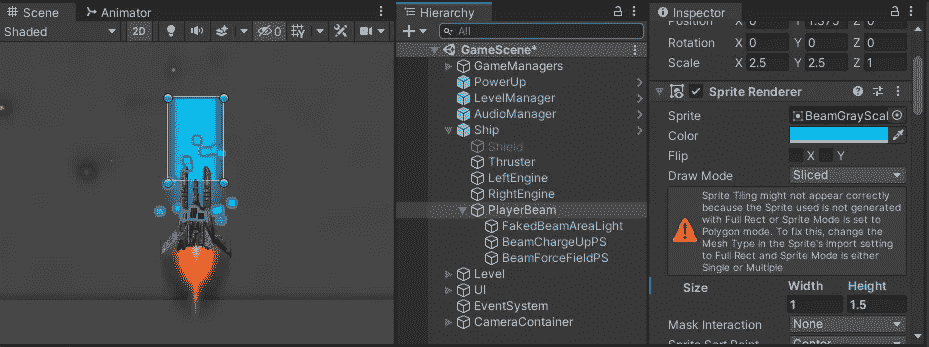 Scene
Animator
Shaded
2D
0
Hierarchy
All
GameScene*
GameManagers
PowerUp
LevelManager
AudioManager
Ship
Shield
Thruster
LeftEngine
RightEngine
PlayerBeam
FakedBeamAreaLight
BeamChargeUpPS
BeamForceFieldPS
Level
UI
EventSystem
CameraContainer
Inspector
Position X 0 Y 1.375 Z 0
Rotation X 0 Y 0 Z 0
Scale X 2.5 Y 2.5 Z 1
Sprite Renderer
Sprite BeamGrayScal
Color
Flip X Y
Draw Mode Sliced
Sprite Tiling might not appear correctly
because the Sprite used is not generated
with Full Rect or Sprite Mode is set to
Polygon mode. To fix this, change the
Mesh Type in the Sprite's import setting
to Full Rect and Sprite Mode is either
Single or Multiple
Width Height
Size 1 1.5
Mask Interaction None
Sprite Sort Point Center